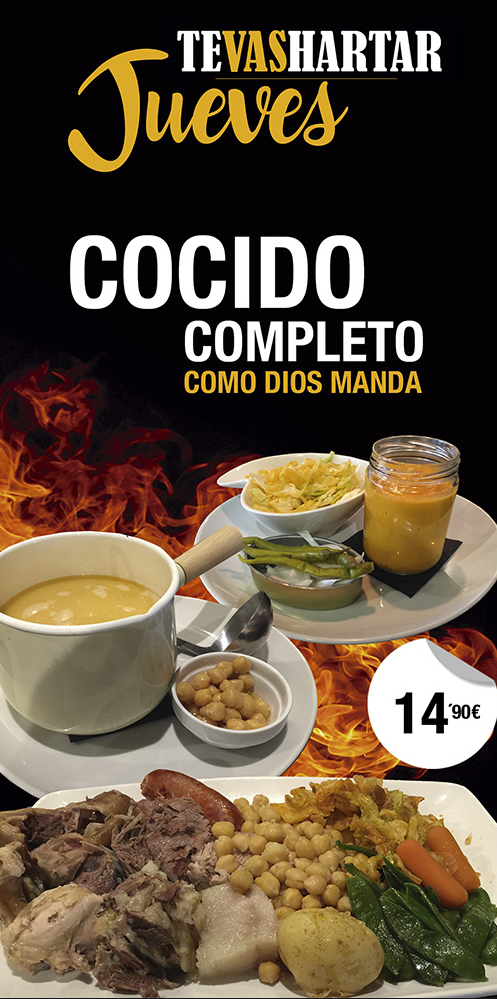 TEVASHARTAR
Jueves
COCIDO
COMPLETO
COMO DIOS MANDA
14'90€